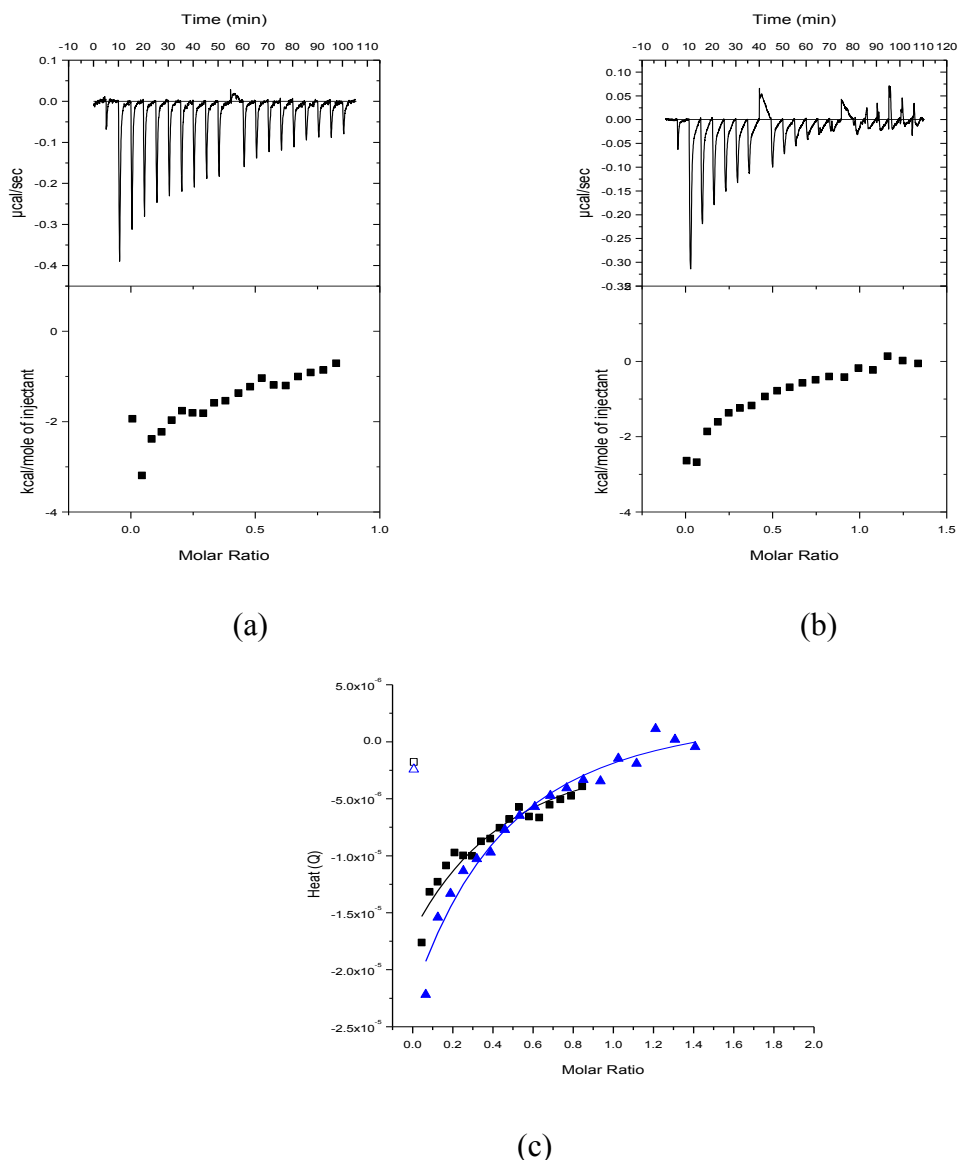 Time (min)
-10 0 10 20 30 40 50 60 70 80 90 100 110
0.1
0.0
-0.1
-0.2
-0.3
-0.4
µcal/sec
0
-2
-4
kcal/mole of injectant
0.0 0.5 1.0
Molar Ratio
(a)
Time (min)
-10 0 10 20 30 40 50 60 70 80 90 100 110 120
0.10
0.05
0.00
-0.05
-0.10
-0.15
-0.20
-0.25
-0.30
-0.35
µcal/sec
0
-2
-4
kcal/mole of injectant
0.0 0.5 1.0 1.5
Molar Ratio
(b)
5.0x10⁻⁶
0.0
-5.0x10⁻⁶
-1.0x10⁻⁵
-1.5x10⁻⁵
-2.0x10⁻⁵
-2.5x10⁻⁵
Heat (Q)
0.0 0.2 0.4 0.6 0.8 1.0 1.2 1.4 1.6 1.8 2.0
Molar Ratio
(c)